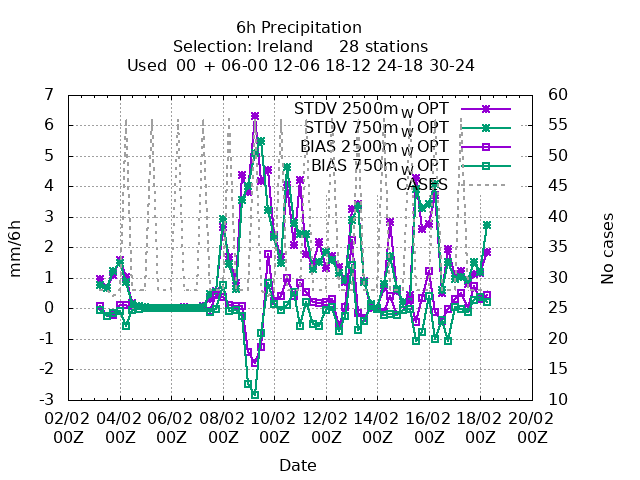 6h Precipitation
Selection: Ireland 28 stations
Used 00 + 06-00 12-06 18-12 24-18 30-24
STDV 2500m w OPT
STDV 750m w OPT
BIAS 2500m w OPT
BIAS 750m w OPT
CASES
mm/6h
7
6
5
4
3
2
1
0
-1
-2
-3
No cases
60
55
50
45
40
35
30
25
20
15
10
02/02 04/02 06/02 08/02 10/02 12/02 14/02 16/02 18/02 20/02
00Z 00Z 00Z 00Z 00Z 00Z 00Z 00Z 00Z 00Z
Date